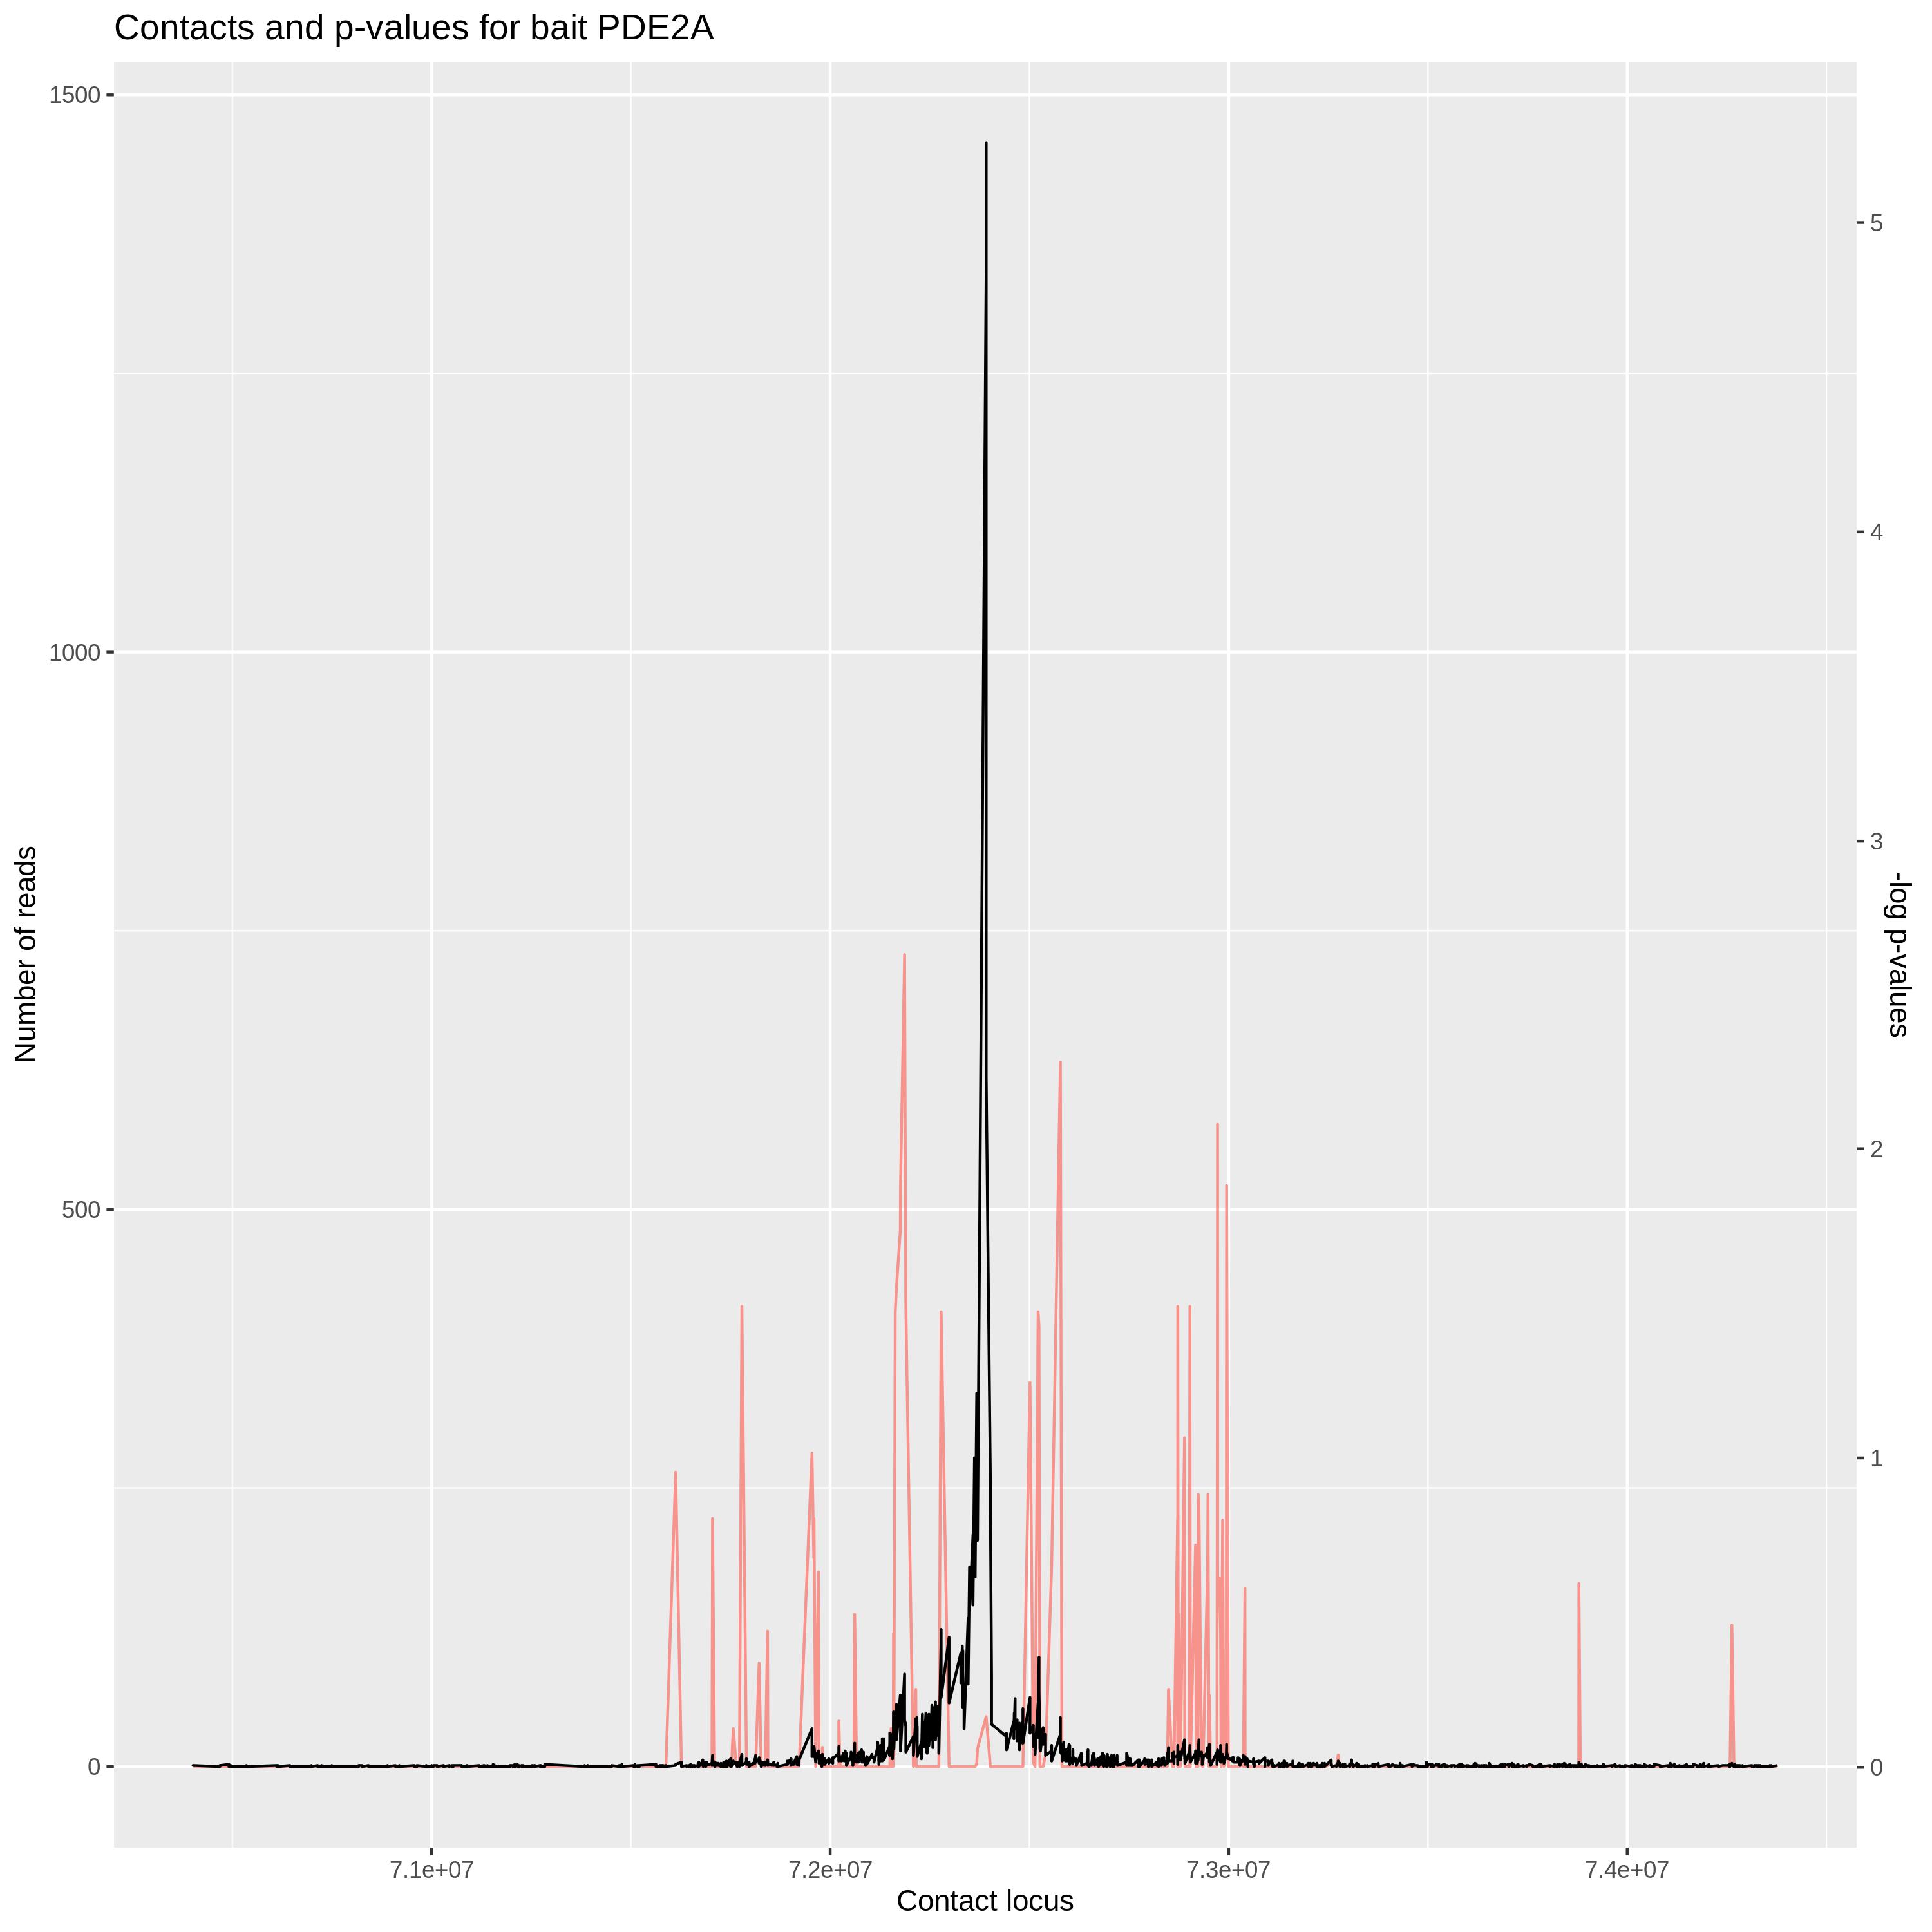 Contacts and p-values for bait PDE2A
1500
1000
500
0
Number of reads
5
4
3
2
1
0
-log p-values
7.1e+07
7.2e+07
7.3e+07
7.4e+07
Contact locus